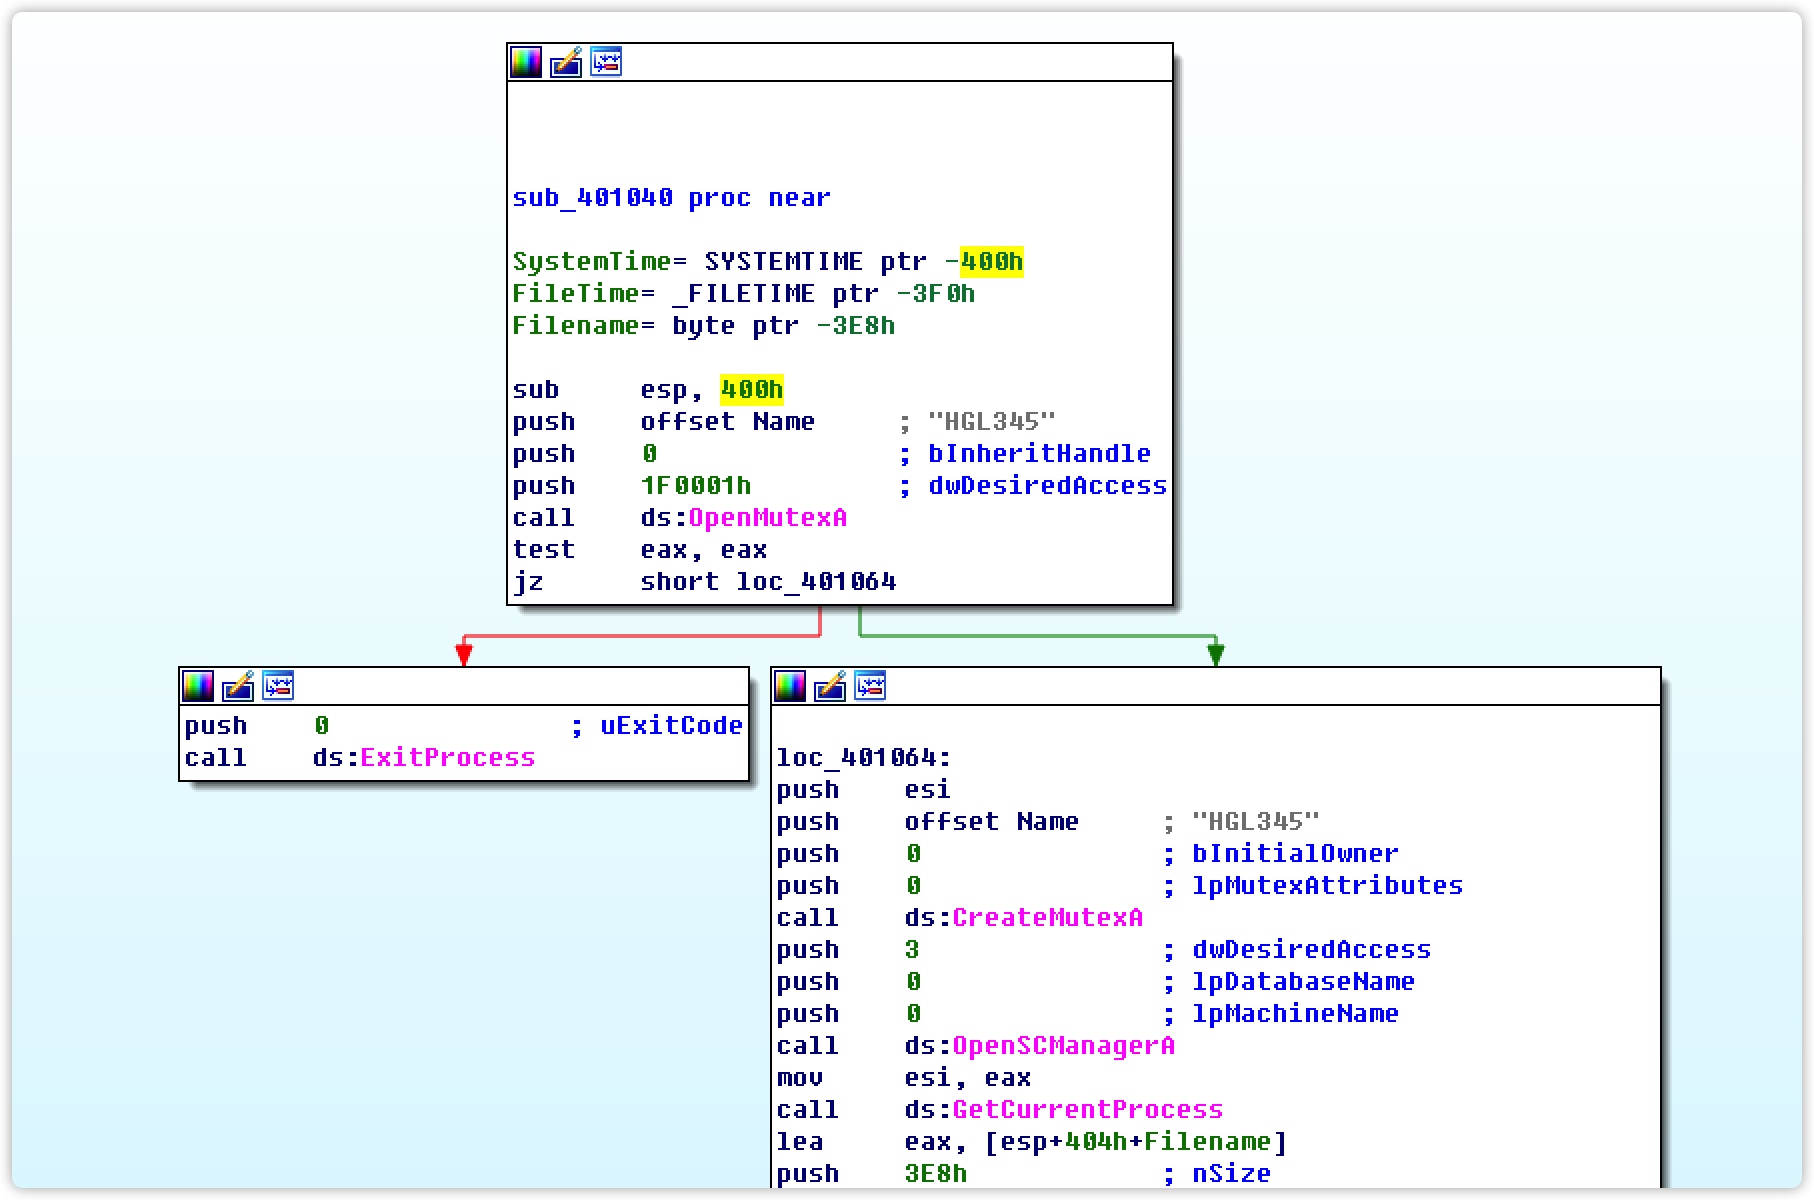 sub_401040 proc near
SystemTime= SYSTEMTIME ptr -400h
FileTime= _FILETIME ptr -3F0h
Filename= byte ptr -3E8h
sub esp, 400h
push offset Name ; "HGL345"
push 0 ; bInheritHandle
push 1F0001h ; dwDesiredAccess
call ds:OpenMutexA
test eax, eax
jz short loc_401064
push 0 ; uExitCode
call ds:ExitProcess
loc_401064:
push esi
push offset Name ; "HGL345"
push 0 ; bInitialOwner
push 0 ; lpMutexAttributes
call ds:CreateMutexA
push 3 ; dwDesiredAccess
push 0 ; lpDatabaseName
push 0 ; lpMachineName
call ds:OpenSCManagerA
mov esi, eax
call ds:GetCurrentProcess
lea eax, [esp+404h+Filename]
push 3E8h ; nSize